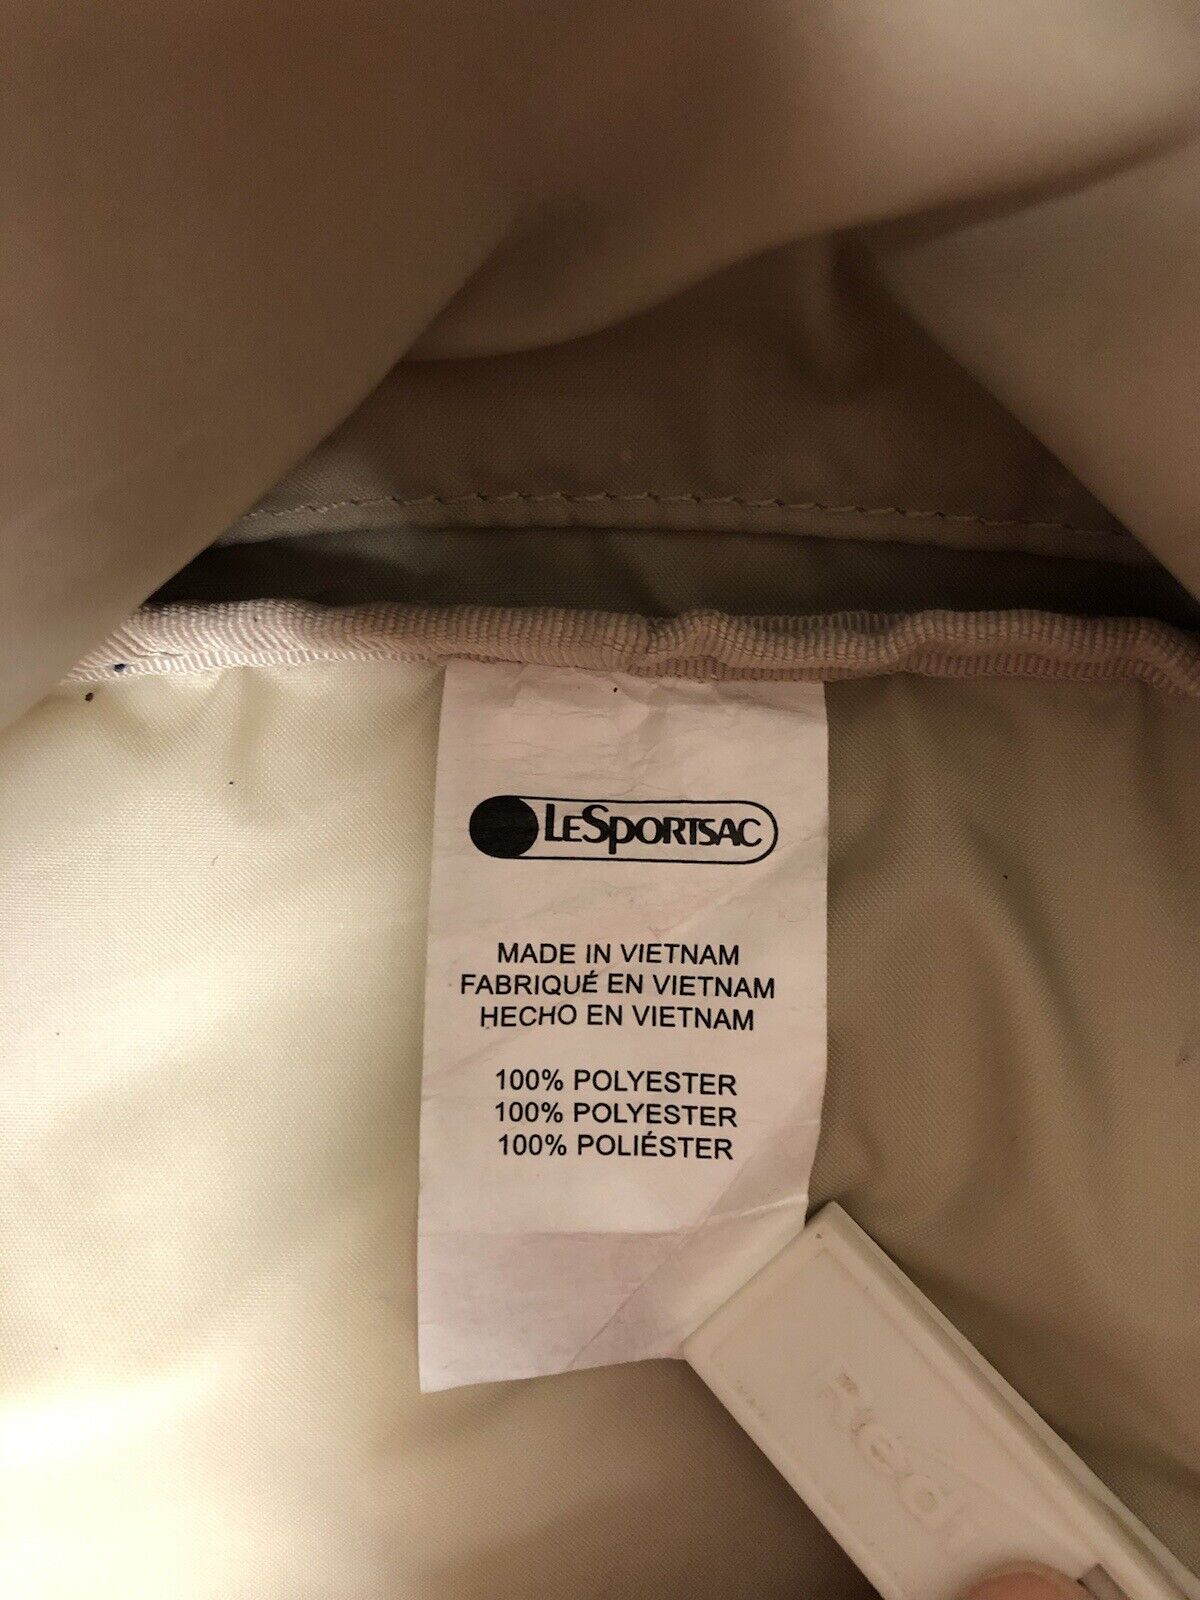 LESPORTSAC
MADE IN VIETNAM
FABRIQUÉ EN VIETNAM
HECHO EN VIETNAM
100% POLYESTER
100% POLYESTER
100% POLIÉSTER